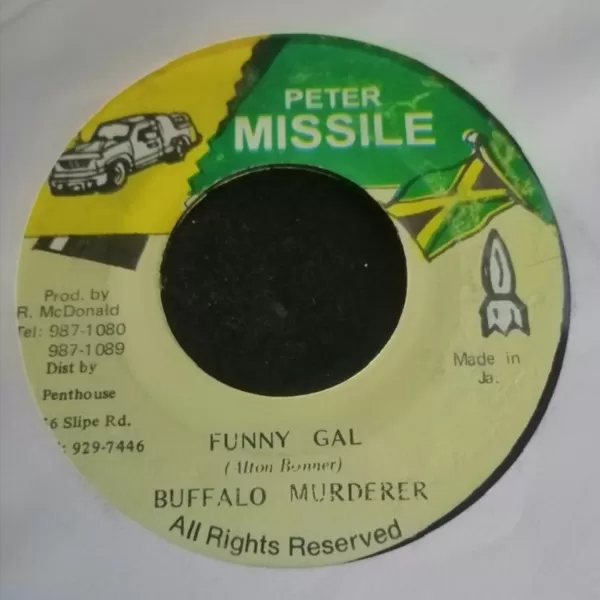 PETER
MISSILE
Prod. by
R. McDonald
Tel: 987-1080
987-1089
Dist by
Penthouse
6 Slipe Rd.
: 929-7446
Made in
Ja.
FUNNY GAL
(Alton Bonner)
BUFFALO MURDERER
All Rights Reserved